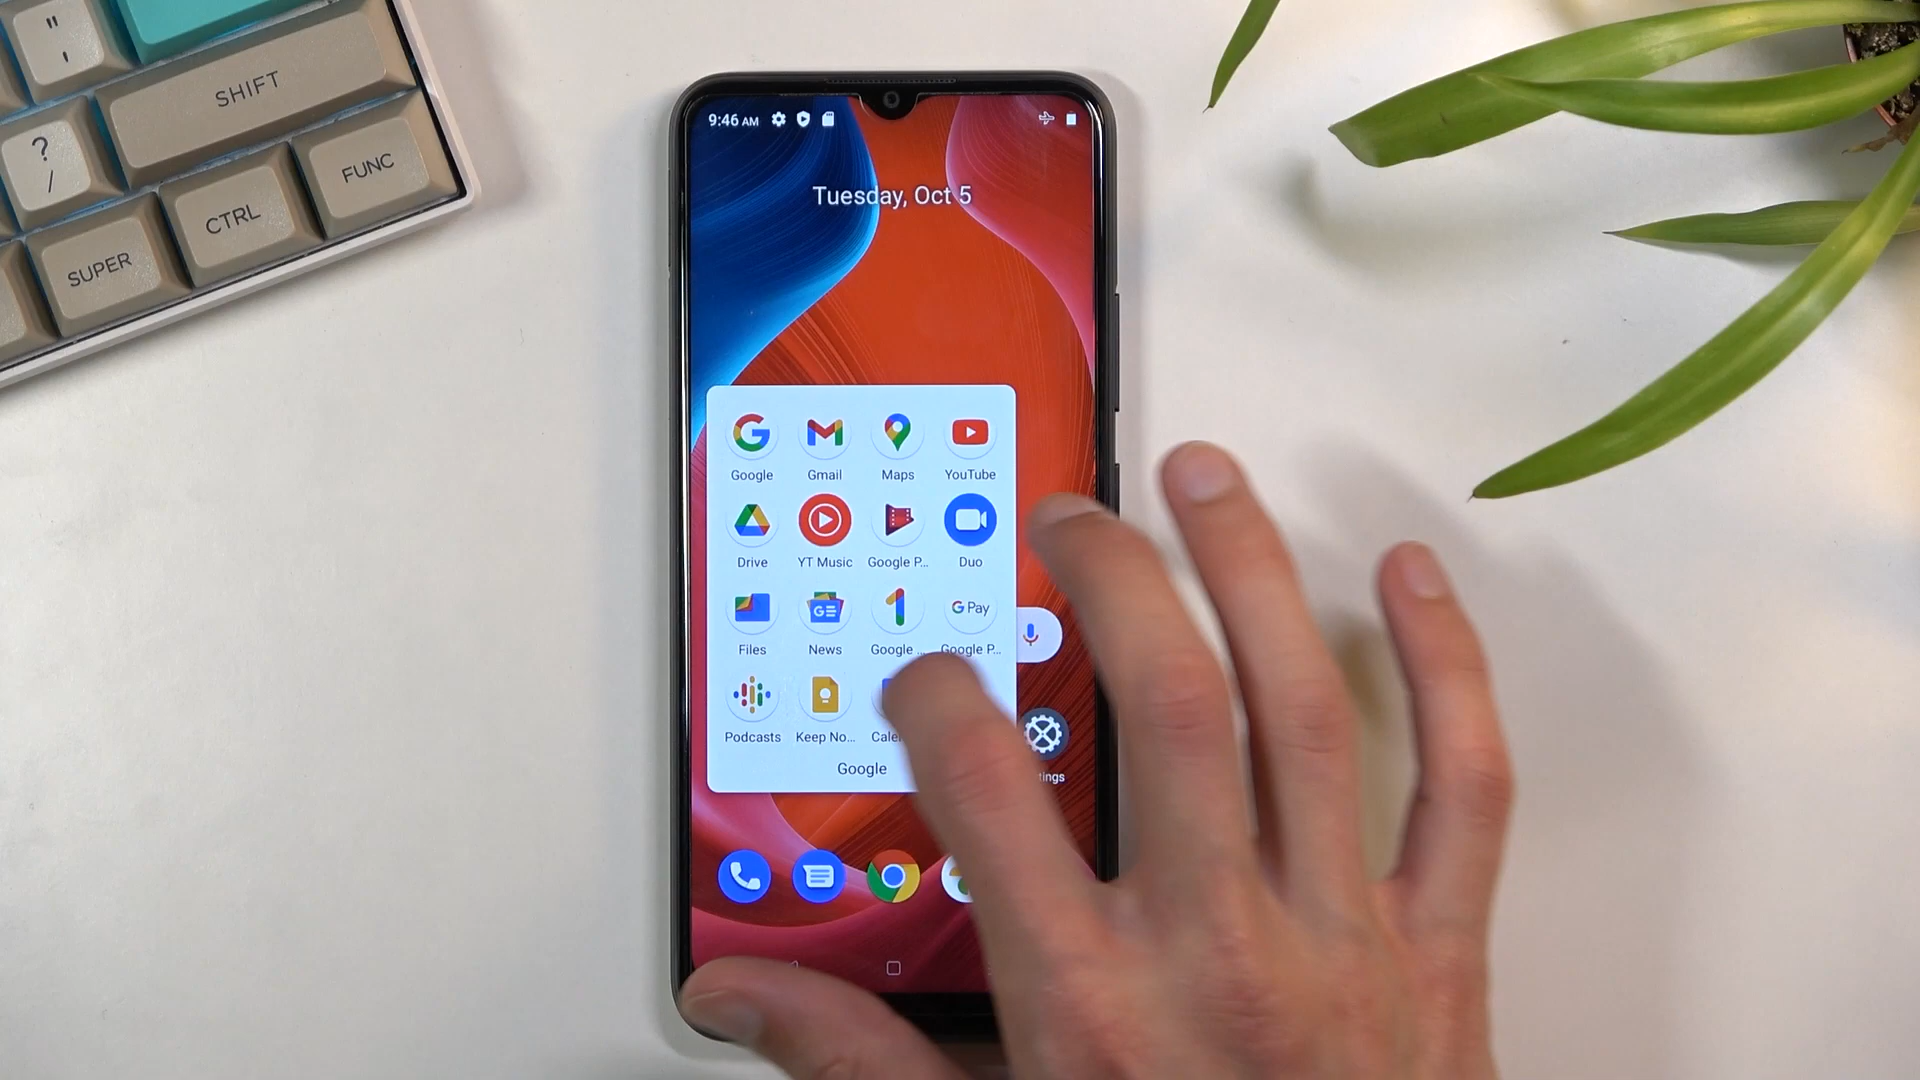 "
'
SHIFT
?
/
CTRL
FUNC
SUPER
9:46 AM
Tuesday, Oct 5
Google
Gmail
Maps
YouTube
Drive
YT Music
Google P...
Duo
GE
G Pay
Files
News
Google ...
Google P...
Podcasts
Keep No...
Google